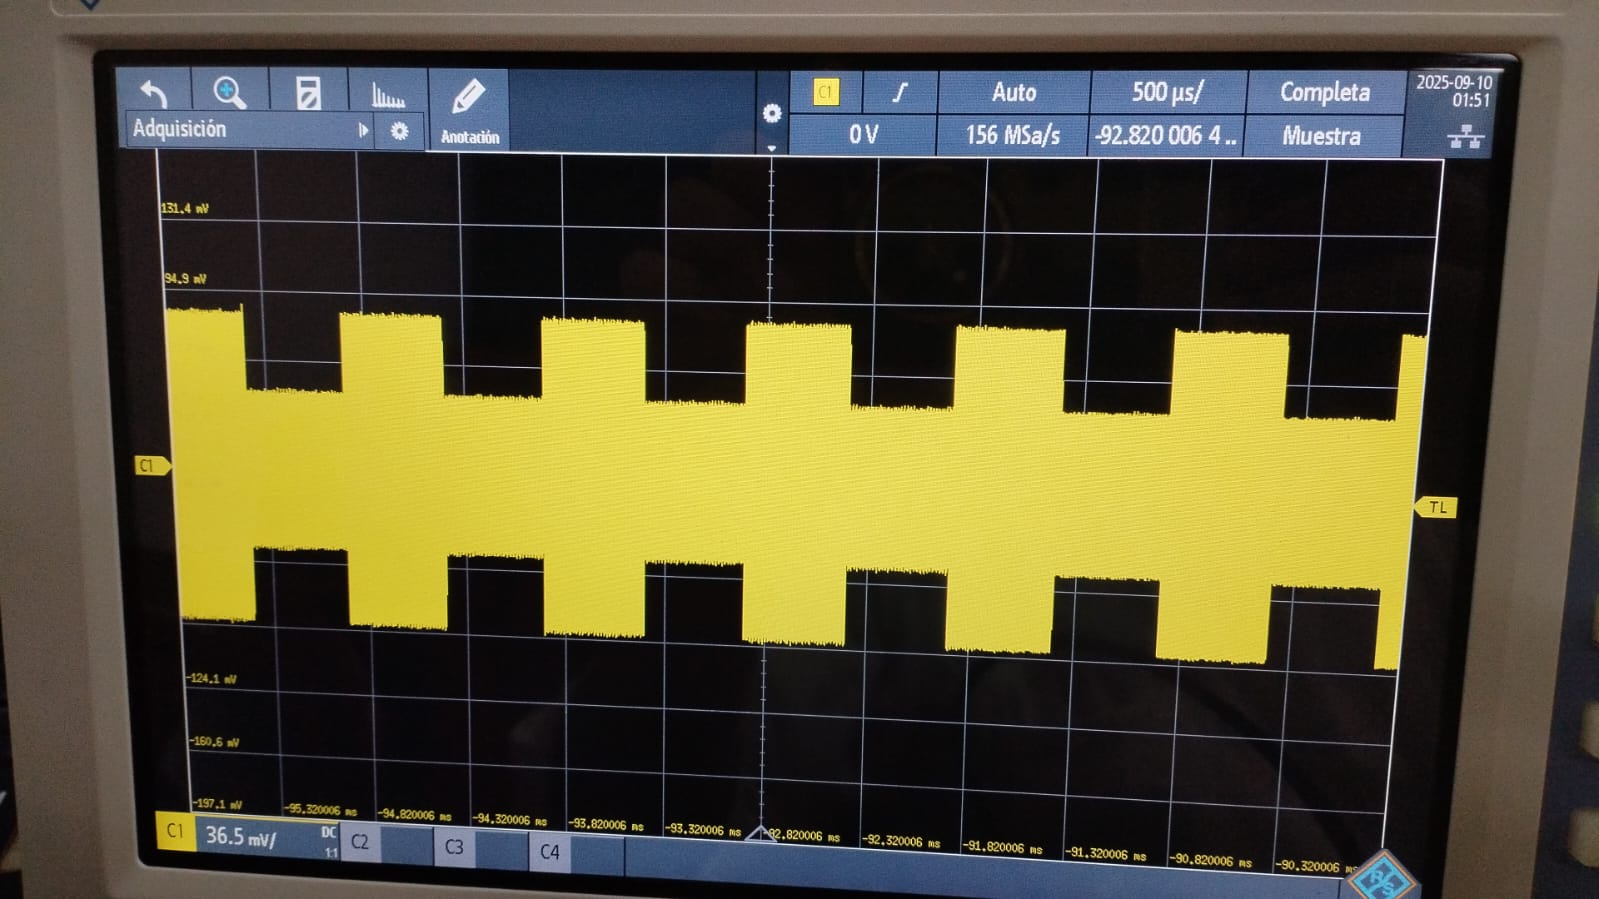 C1
Auto
500 µs/
Completa
2025-09-10
01:51
Adquisición
Anotación
0 V
156 MSa/s
-92.820 006 4 ..
Muestra
131.4 mV
94.9 mV
C1
TL
-124.1 mV
-160.6 mV
-197.1 mV
-95.320006 ms
-94.820006 ms
-94.320006 ms
-93.820006 ms
-93.320006 ms
92.820006 ms
-92.320006 ms
-91.820006 ms
-91.320006 ms
-90.820006 ms
-90.320006 ms
C1
36.5 mV/
DC
1:1
C2
C3
C4
R/S